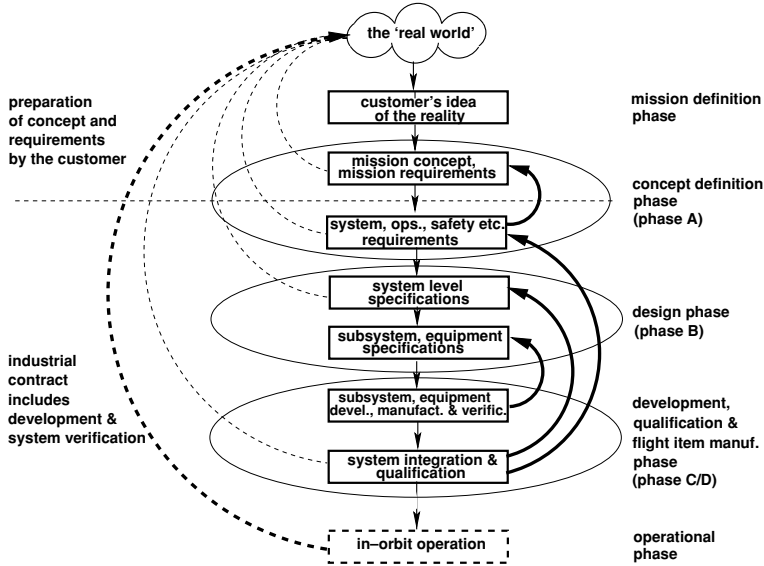 the ‘real world’
preparation
of concept and
requirements
by the customer
customer’s idea
of the reality
mission definition
phase
mission concept,
mission requirements
concept definition
phase
(phase A)
system, ops., safety etc.
requirements
system level
specifications
design phase
(phase B)
subsystem, equipment
specifications
industrial
contract
includes
development &
system verification
subsystem, equipment
devel., manufact. & verific.
development,
qualification &
flight item manuf.
phase
(phase C/D)
system integration &
qualification
in–orbit operation
operational
phase